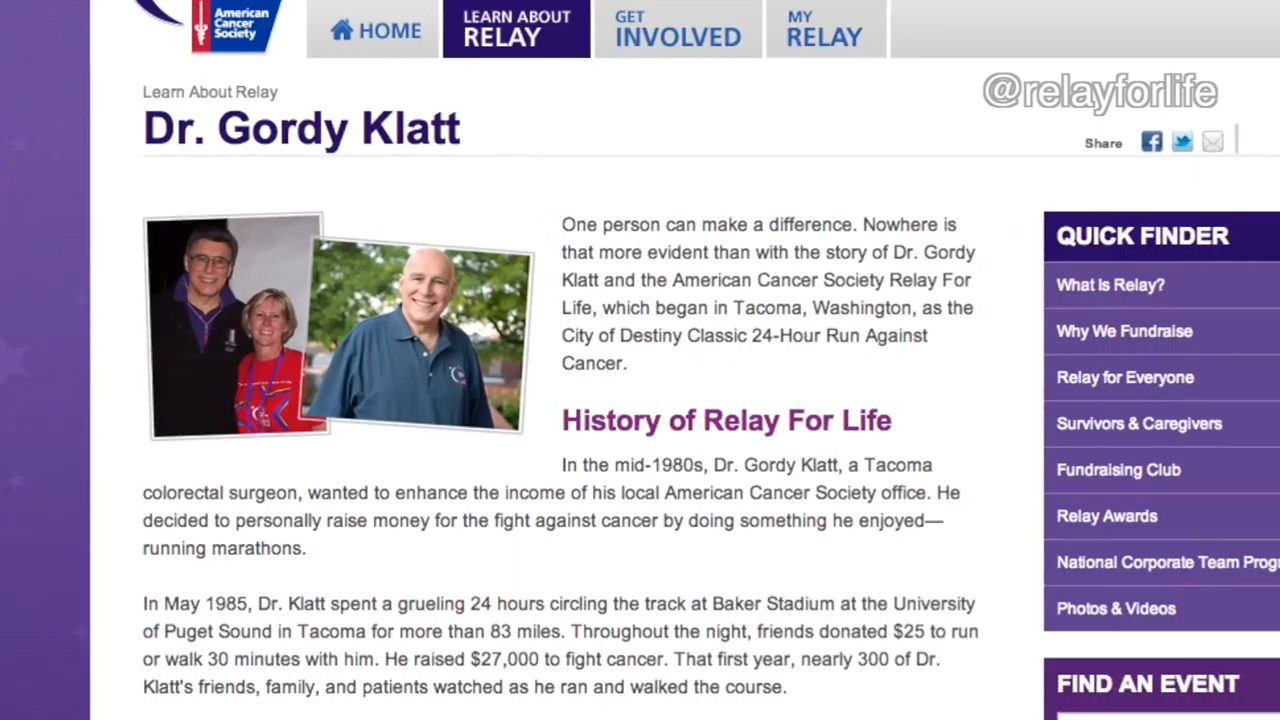 American
Cancer
Society
HOME
LEARN ABOUT
RELAY
GET
INVOLVED
MY
RELAY
Learn About Relay
@relayforlife
Dr. Gordy Klatt
Share
One person can make a difference. Nowhere is
that more evident than with the story of Dr. Gordy
Klatt and the American Cancer Society Relay For
Life, which began in Tacoma, Washington, as the
City of Destiny Classic 24-Hour Run Against
Cancer.
History of Relay For Life
In the mid-1980s, Dr. Gordy Klatt, a Tacoma
colorectal surgeon, wanted to enhance the income of his local American Cancer Society office. He
decided to personally raise money for the fight against cancer by doing something he enjoyed—
running marathons.
In May 1985, Dr. Klatt spent a grueling 24 hours circling the track at Baker Stadium at the University
of Puget Sound in Tacoma for more than 83 miles. Throughout the night, friends donated $25 to run
or walk 30 minutes with him. He raised $27,000 to fight cancer. That first year, nearly 300 of Dr.
Klatt's friends, family, and patients watched as he ran and walked the course.
QUICK FINDER
What Is Relay?
Why We Fundraise
Relay for Everyone
Survivors & Caregivers
Fundraising Club
Relay Awards
National Corporate Team Progr
Photos & Videos
FIND AN EVENT